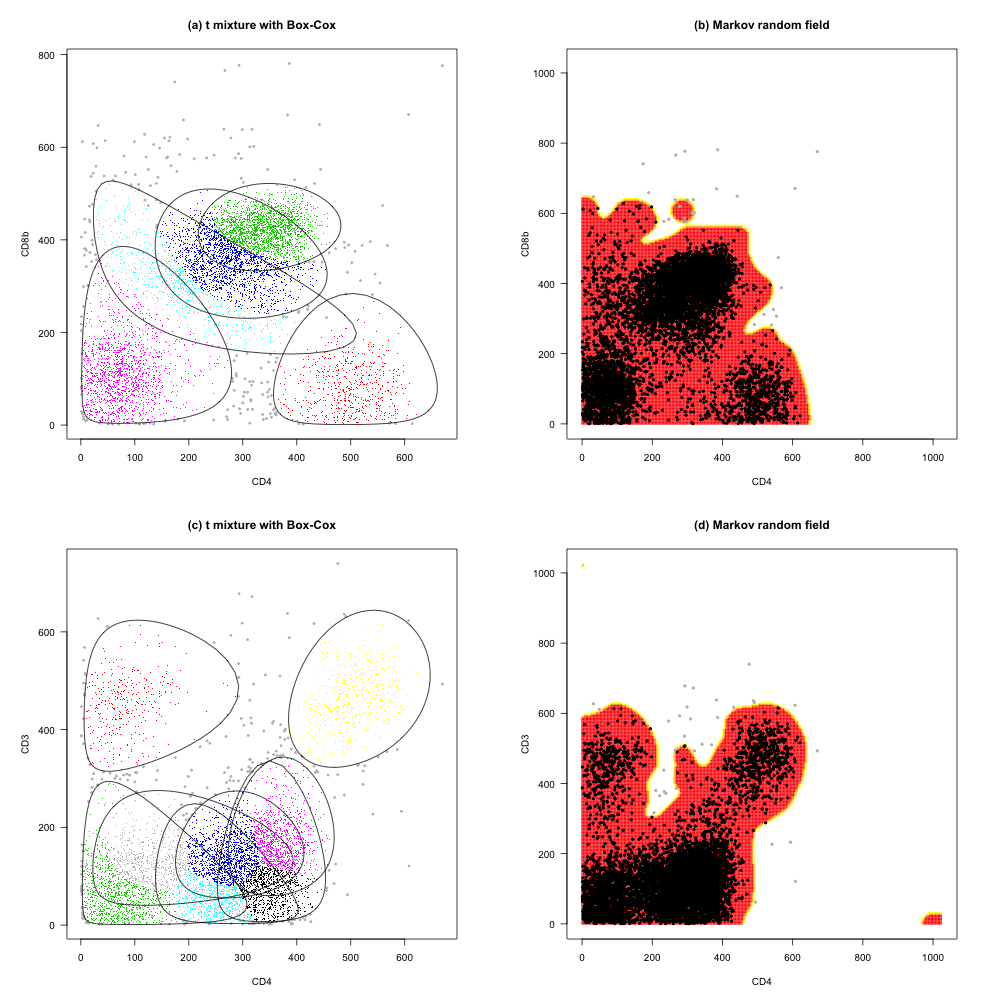 (a) t mixture with Box-Cox
800
600
400
200
0
CD8b
0 100 200 300 400 500 600
CD4
(b) Markov random field
1000
800
600
400
200
0
CD8b
0 200 400 600 800 1000
CD4
(c) t mixture with Box-Cox
600
400
200
0
CD3
0 100 200 300 400 500 600
CD4
(d) Markov random field
1000
800
600
400
200
0
CD3
0 200 400 600 800 1000
CD4